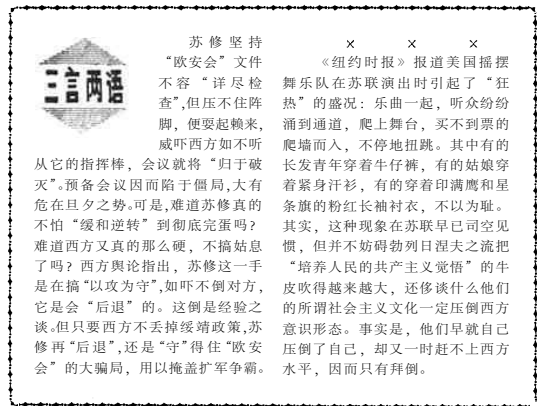 三言两语
苏修坚持
“欧安会”文件
不容“详尽检
查”,但压不住阵
脚，便耍起赖来，
威吓西方如不听
从它的指挥棒，会议就将“归于破
灭”。预备会议因而陷于僵局,大有
危在旦夕之势。可是,难道苏修真的
不怕“缓和逆转”到彻底完蛋吗？
难道西方又真的那么硬，不搞姑息
了吗？西方舆论指出，苏修这一手
是在搞“以攻为守”,如吓不倒对方，
它是会“后退”的。这倒是经验之
谈。但只要西方不丢掉绥靖政策,苏
修再“后退”,还是“守”得住“欧安
会”的大骗局，用以掩盖扩军争霸。
× × ×
《纽约时报》报道美国摇摆
舞乐队在苏联演出时引起了“狂
热”的盛况：乐曲一起，听众纷纷
涌到通道，爬上舞台，买不到票的
爬墙而入，不停地扭跳。其中有的
长发青年穿着牛仔裤，有的姑娘穿
着紧身汗衫，有的穿着印满鹰和星
条旗的粉红长袖衬衣，不以为耻。
其实，这种现象在苏联早已司空见
惯，但并不妨碍勃列日涅夫之流把
“培养人民的共产主义觉悟”的牛
皮吹得越来越大，还侈谈什么他们
的所谓社会主义文化一定压倒西方
意识形态。事实是，他们早就自己
压倒了自己，却又一时赶不上西方
水平，因而只有拜倒。